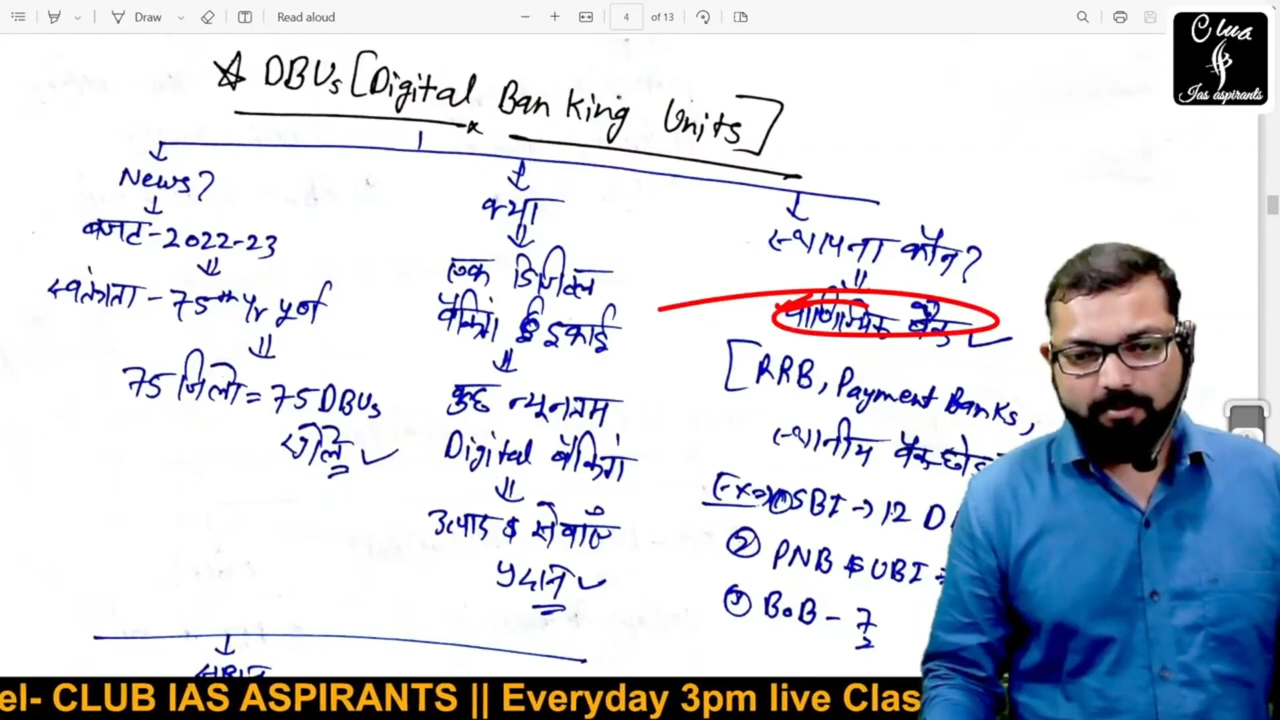 Draw
Read aloud
4
of 13
Club
Ias aspirants
☆ DBUs [Digital Banking Units]
News?
बजट-2022-23
स्वतंत्रता - 75th Yr पूर्ण
75 जिलों = 75 DBUs
खोले
क्या
एक डिजिटल
बैंकिंग इकाई
कुछ न्यूनतम
Digital बैंकिंग
उत्पाद & सेवाएं
प्रदान
स्थापना कौन?
वाणिज्यिक बैंक
[RRB, Payment Banks,
स्थानीय बैंक छोड़
Ex => ① SBI → 12 D
② PNB & UBI →
③ BoB - 7
el- CLUB IAS ASPIRANTS || Everyday 3pm live Clas